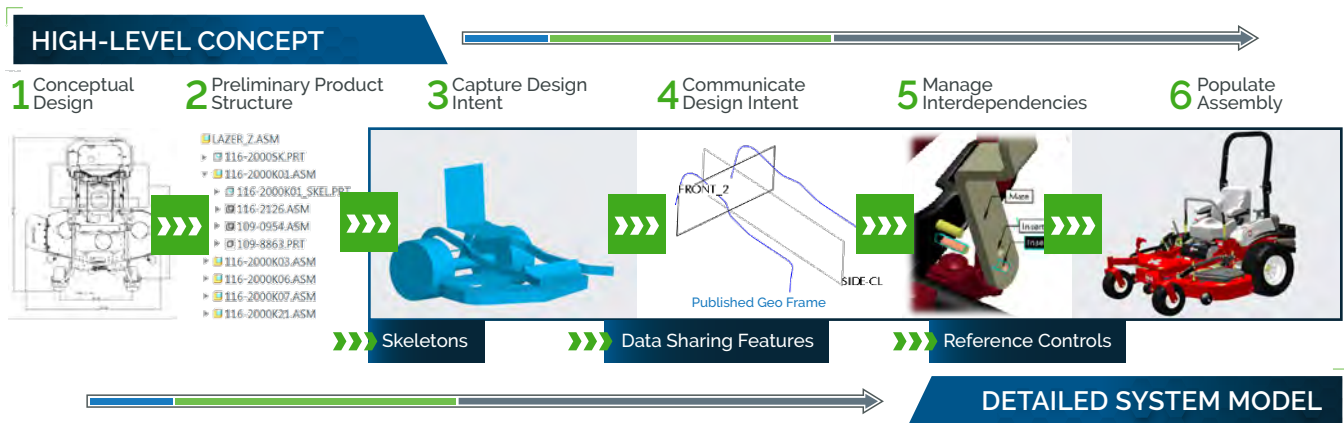 HIGH-LEVEL CONCEPT
1 Conceptual
Design
2 Preliminary Product
Structure
3 Capture Design
Intent
4 Communicate
Design Intent
5 Manage
Interdependencies
6 Populate
Assembly
LAZER_Z.ASM
116-2000SK.PRT
116-2000K01.ASM
116-2000K01_SKEL.PRT
116-2126.ASM
109-0954.ASM
109-8863.PRT
116-2000K03.ASM
116-2000K06.ASM
116-2000K07.ASM
116-2000K21.ASM
FRONT_2
SIDE-CL
Published Geo Frame
Mate
Insert
Skeletons
Data Sharing Features
Reference Controls
DETAILED SYSTEM MODEL